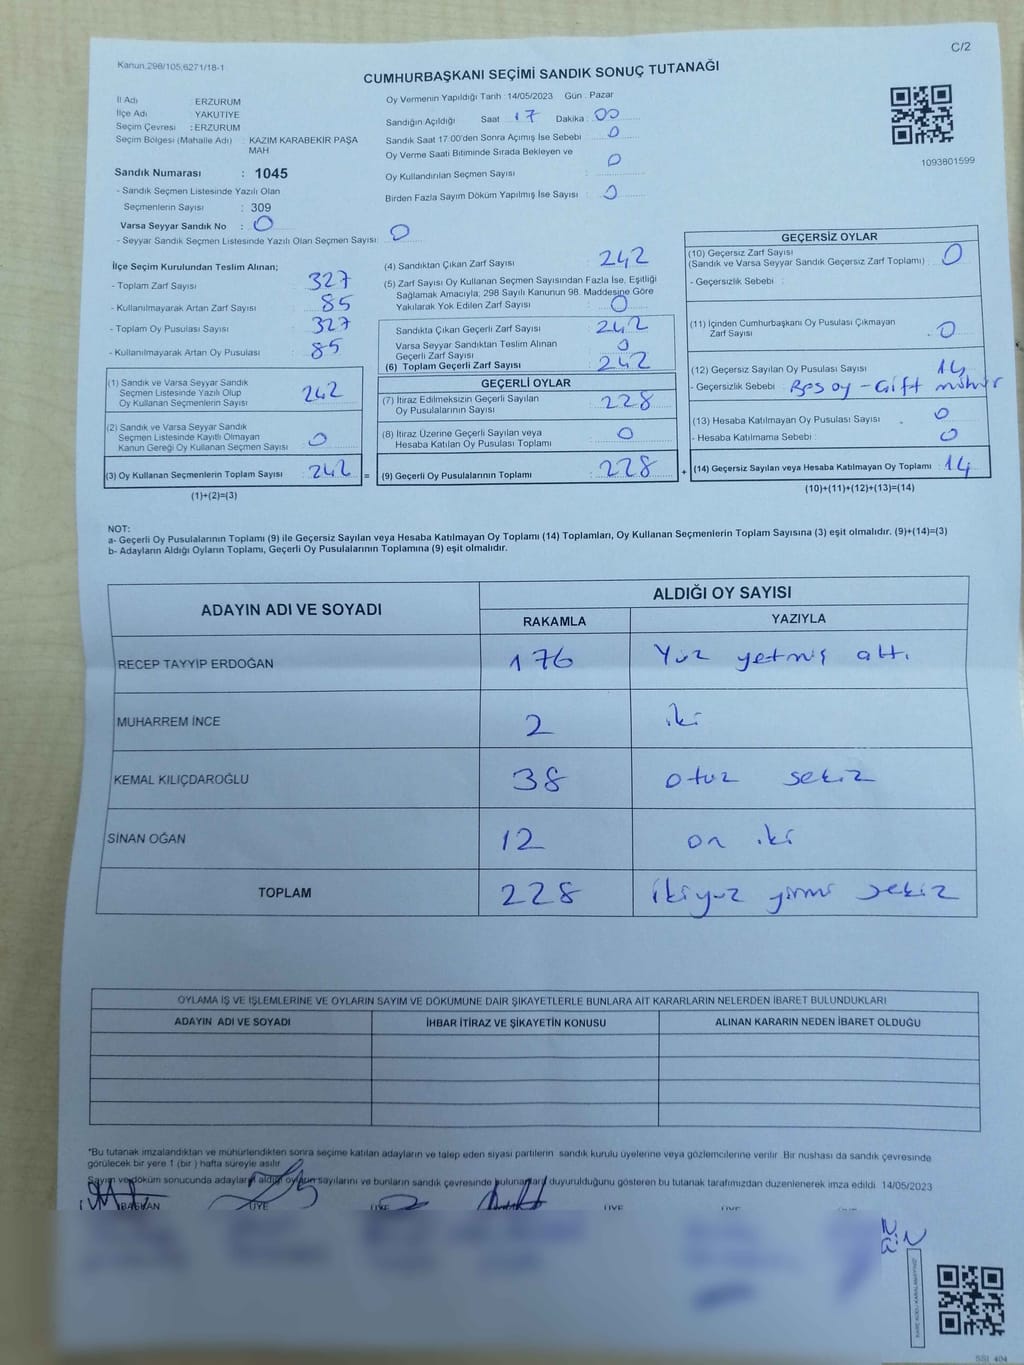 C/2
Kanun.298/105,6271/18-1
CUMHURBAŞKANI SEÇİMİ SANDIK SONUÇ TUTANAĞI
İl Adı ERZURUM
İlçe Adı YAKUTİYE
Seçim Çevresi : ERZURUM
Seçim Bölgesi (Mahalle Adı) : KAZIM KARABEKİR PAŞA
MAH
Sandık Numarası : 1045
- Sandık Seçmen Listesinde Yazılı Olan
Seçmenlerin Sayısı : 309
Varsa Seyyar Sandık No : 0
- Seyyar Sandık Seçmen Listesinde Yazılı Olan Seçmen Sayısı: 0
Oy Vermenin Yapıldığı Tarih : 14/05/2023 Gün : Pazar
Sandığın Açıldığı Saat 17 Dakika 00
Sandık Saat 17:00'den Sonra Açımış İse Sebebi : 0
Oy Verme Saati Bitiminde Sırada Bekleyen ve
Oy Kullandırılan Seçmen Sayısı : 0
Birden Fazla Sayım Döküm Yapılmış İse Sayısı : 0
1093801599
İlçe Seçim Kurulundan Teslim Alınan;
- Toplam Zarf Sayısı : 327
- Kullanılmayarak Artan Zarf Sayısı : 85
- Toplam Oy Pusulası Sayısı : 327
- Kullanılmayarak Artan Oy Pusulası : 85
(1) Sandık ve Varsa Seyyar Sandık
Seçmen Listesinde Yazılı Olup
Oy Kullanan Seçmenlerin Sayısı : 242
(2) Sandık ve Varsa Seyyar Sandık
Seçmen Listesinde Kayıtlı Olmayan
Kanun Gereği Oy Kullanan Seçmen Sayısı : 0
(3) Oy Kullanan Seçmenlerin Toplam Sayısı : 242 =
(1)+(2)=(3)
(4) Sandıktan Çıkan Zarf Sayısı : 242
(5) Zarf Sayısı Oy Kullanan Seçmen Sayısından Fazla İse, Eşitliği
Sağlamak Amacıyla; 298 Sayılı Kanunun 98. Maddesine Göre
Yakılarak Yok Edilen Zarf Sayısı : 0
Sandıkta Çıkan Geçerli Zarf Sayısı : 242
Varsa Seyyar Sandıktan Teslim Alınan
Geçerli Zarf Sayısı : 0
(6) Toplam Geçerli Zarf Sayısı : 242
GEÇERLİ OYLAR
(7) İtiraz Edilmeksizin Geçerli Sayılan
Oy Pusulalarının Sayısı : 228
(8) İtiraz Üzerine Geçerli Sayılan veya
Hesaba Katılan Oy Pusulası Toplamı : 0
(9) Geçerli Oy Pusulalarının Toplamı : 228 +
GEÇERSİZ OYLAR
(10) Geçersiz Zarf Sayısı
(Sandık ve Varsa Seyyar Sandık Geçersiz Zarf Toplamı) : 0
- Geçersizlik Sebebi :
(11) İçinden Cumhurbaşkanı Oy Pusulası Çıkmayan
Zarf Sayısı : 0
(12) Geçersiz Sayılan Oy Pusulası Sayısı : 14
- Geçersizlik Sebebi : Boş oy - Çift mühür
(13) Hesaba Katılmayan Oy Pusulası Sayısı : 0
- Hesaba Katılmama Sebebi : 0
(14) Geçersiz Sayılan veya Hesaba Katılmayan Oy Toplamı : 14
(10)+(11)+(12)+(13)=(14)
NOT:
a- Geçerli Oy Pusulalarının Toplamı (9) ile Geçersiz Sayılan veya Hesaba Katılmayan Oy Toplamı (14) Toplamları, Oy Kullanan Seçmenlerin Toplam Sayısına (3) eşit olmalıdır. (9)+(14)=(3)
b- Adayların Aldığı Oyların Toplamı, Geçerli Oy Pusulalarının Toplamına (9) eşit olmalıdır.
ADAYIN ADI VE SOYADI
ALDIĞI OY SAYISI
RAKAMLA YAZIYLA
RECEP TAYYİP ERDOĞAN 176 Yüz yetmiş altı
MUHARREM İNCE 2 iki
KEMAL KILIÇDAROĞLU 38 otuz sekiz
SİNAN OĞAN 12 on iki
TOPLAM 228 ikiyüz yirmi sekiz
OYLAMA İŞ VE İŞLEMLERİNE VE OYLARIN SAYIM VE DÖKÜMÜNE DAİR ŞİKAYETLERLE BUNLARA AİT KARARLARIN NELERDEN İBARET BULUNDUKLARI
ADAYIN ADI VE SOYADI İHBAR İTİRAZ VE ŞİKAYETİN KONUSU ALINAN KARARIN NEDEN İBARET OLDUĞU
*Bu tutanak imzalandıktan ve mühürlendikten sonra seçime katılan adayların ve talep eden siyasi partilerin sandık kurulu üyelerine veya gözlemcilerine verilir. Bir nushası da sandık çevresinde
görülecek bir yere 1 (bir ) hafta süreyle asılır.
Sayım ve döküm sonucunda adayların aldığı oyların sayılarını ve bunların sandık çevresinde bulunanlara duyurulduğunu gösteren bu tutanak tarafımızdan düzenlenerek imza edildi. 14/05/2023
BAŞKAN ÜYE ÜYE ÜYE ÜYE